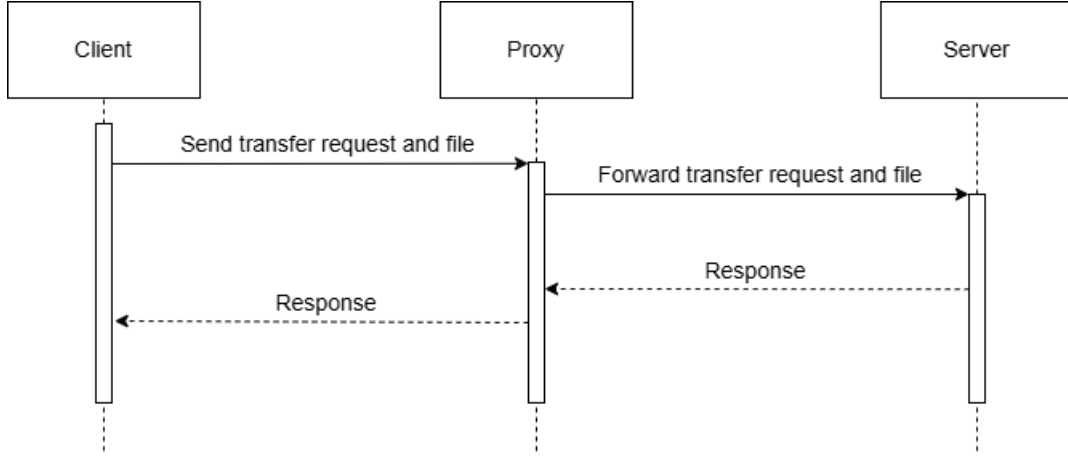 Client
Proxy
Server
Send transfer request and file
Forward transfer request and file
Response
Response